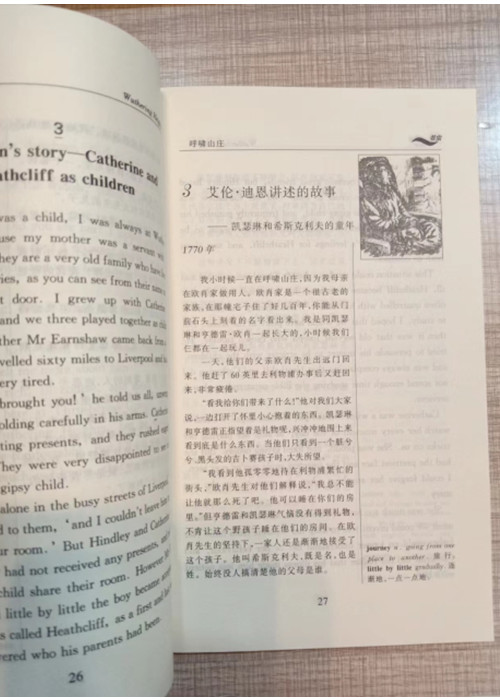 Wuthering
3
n's story—Catherine and
athcliff as children
was a child, I was always at
use my mother was a servant
hey are a very old family who have
ries, as you can see from the name
t door. I grew up with Catherine
and we three played together as
ther Mr Earnshaw came back from
velled sixty miles to Liverpool and
ery tired.
brought you!' he told us all,
olding carefully in his arms. Catherine
ting presents, and they rushed
They were very disappointed to
gipsy child.
alone in the busy streets of Liverpool
d to them, 'and I couldn't leave him
ur room.' But Hindley and Catherine
had not received any presents, and
child share their room. However
little by little the boy became
s called Heathcliff, as a first and
ered who his parents had been.
26
呼啸山庄
3 艾伦·迪恩讲述的故事
—— 凯瑟琳和希斯克利夫的童年
1770 年
我小时候一直在呼啸山庄,因为我母亲
在欧肖家做用人。欧肖家是一个很古老的
家族,在那幢宅子住了好几百年,你能从门
前石头上刻着的名字看出来。我是同凯瑟
琳和亨德雷·欧肖一起长大的,小时候我们
仨都在一起玩儿。
一天,他们的父亲欧肖先生出远门回
来,他赶了 60 英里去利物浦办事后又赶回
来,非常疲倦。
“看我给你们带来了什么!”他对我们大家
说,一边打开了怀里小心抱着的东西。凯瑟琳
和亨德雷正指望着是礼物呢,兴冲冲地围上来
看到底是什么东西。当他们只看到一个脏兮
兮、黑头发的吉卜赛孩子时,大失所望。
“我看到他孤零零地待在利物浦繁忙的
街头,”欧肖先生对他们解释说,“我总不能
让他就那么死了吧。他可以睡在你们的房
里。”但亨德雷和凯瑟琳气恼没有得到礼物,
不肯让这个野孩子睡在他们的房间。在欧
肖先生的坚持下,一家人还是渐渐地接受了
这个孩子。他叫希斯克利夫,既是名,也是
姓。始终没人搞清楚他的父母是谁。
journey n. going from one
place to another. 旅行。
little by little gradually 逐
渐地,一点一点地。
27